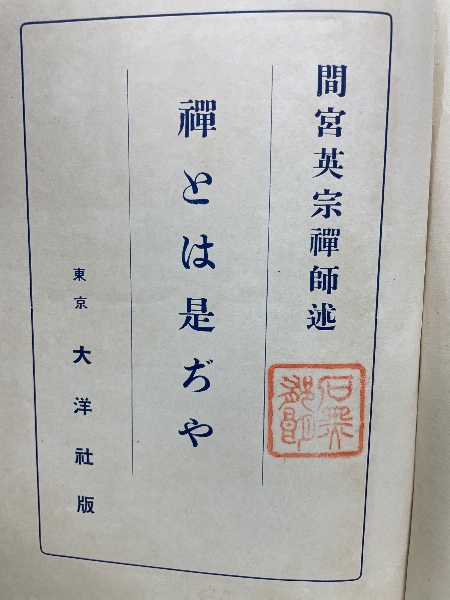 間宮英宗禪師述
禪とは是ぢや
東京 大洋社版